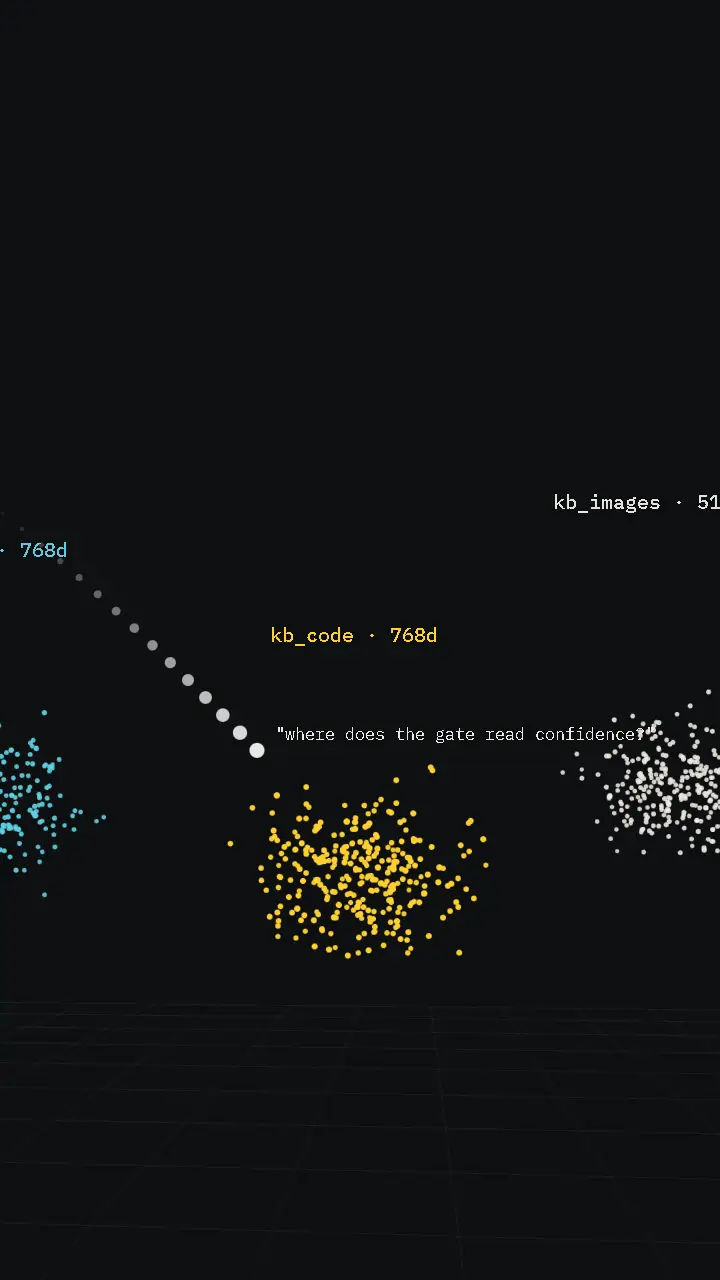 kb_images · 51
· 768d
kb_code · 768d
"where does the gate read confidence?"